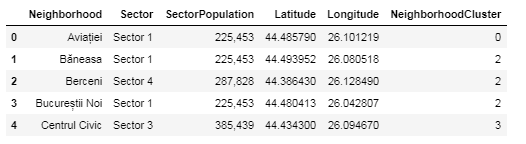 Neighborhood Sector SectorPopulation Latitude Longitude NeighborhoodCluster
0 Aviației Sector 1 225,453 44.485790 26.101219 0
1 Băneasa Sector 1 225,453 44.493952 26.080518 2
2 Berceni Sector 4 287,828 44.386430 26.128490 2
3 Bucureștii Noi Sector 1 225,453 44.480413 26.042807 2
4 Centrul Civic Sector 3 385,439 44.434300 26.094670 3